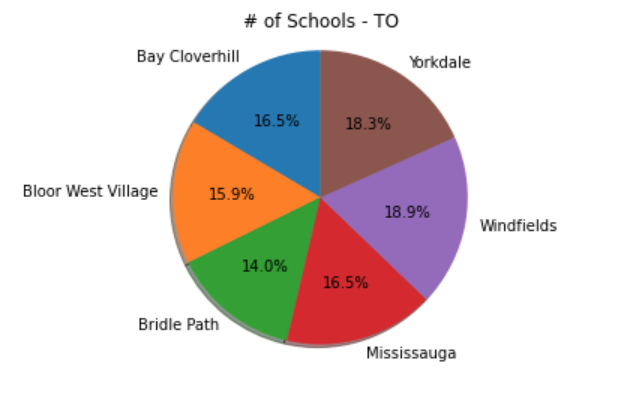 # of Schools - TO
Bay Cloverhill
Yorkdale
16.5%
18.3%
Bloor West Village
15.9%
18.9%
Windfields
14.0%
16.5%
Bridle Path
Mississauga